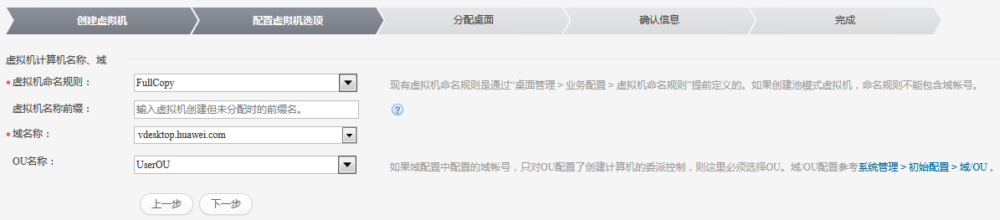 创建虚拟机 配置虚拟机选项 分配桌面 确认信息 完成
虚拟机计算机名称、域
*虚拟机命名规则： FullCopy 现有虚拟机命名规则是通过“桌面管理 > 业务配置 > 虚拟机命名规则”提前定义的。如果创建池模式虚拟机，命名规则不能包含域帐号。
虚拟机名称前缀： 输入虚拟机创建但未分配时的前缀名。 ?
*域名称： vdesktop.huawei.com
OU名称： UserOU 如果域配置中配置的域帐号，只对OU配置了创建计算机的委派控制，则这里必须选择OU。域/OU配置参考系统管理 > 初始配置 > 域/OU 。
上一步 下一步